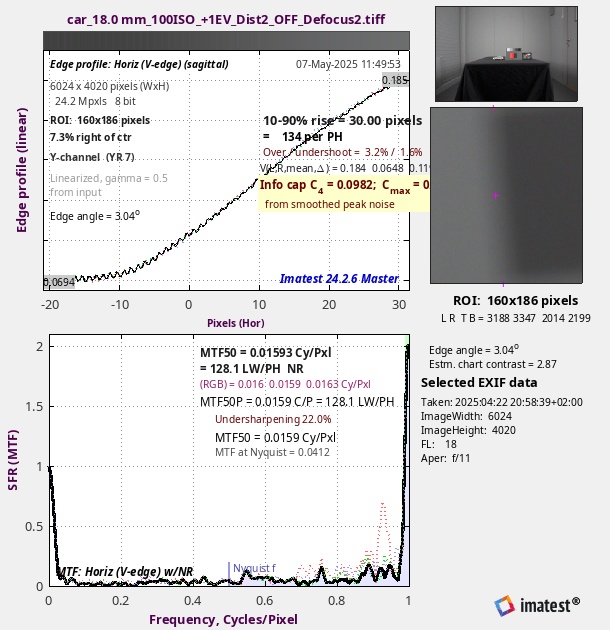 car_18.0 mm_100ISO_+1EV_Dist2_OFF_Defocus2.tiff
Edge profile: Horiz (V-edge) (sagittal)
07-May-2025 11:49:53
6024 x 4020 pixels (WxH)
24.2 Mpxls 8 bit
0.185
ROI: 160x186 pixels
7.3% right of ctr
10-90% rise = 30.00 pixels
= 134 per PH
Y-channel (YR7)
Over, undershoot = 3.2% / 1.6%
V(L,R,mean,Δ) = 0.184 0.0648 0.119
Linearized, gamma = 0.5
from input
Info cap C4 = 0.0982; Cmax = 0
from smoothed peak noise
Edge angle = 3.04°
0.0694
Imatest 24.2.6 Master
Edge profile (linear)
-20 -10 0 10 20 30
Pixels (Hor)
ROI: 160x186 pixels
L R T B = 3188 3347 2014 2199
Edge angle = 3.04°
Estm. chart contrast = 2.87
Selected EXIF data
Taken: 2025:04:22 20:58:39+02:00
ImageWidth: 6024
ImageHeight: 4020
FL: 18
Aper: f/11
MTF50 = 0.01593 Cy/Pxl
= 128.1 LW/PH NR
(RGB) = 0.016 0.0159 0.0163 Cy/Pxl
MTF50P = 0.0159 C/P = 128.1 LW/PH
Undersharpening 22.0%
MTF50 = 0.0159 Cy/Pxl
MTF at Nyquist = 0.0412
2
1.5
1
0.5
0
SFR (MTF)
MTF: Horiz (V-edge) w/NR
Nyquist f
0 0.2 0.4 0.6 0.8 1
Frequency, Cycles/Pixel
imatest®